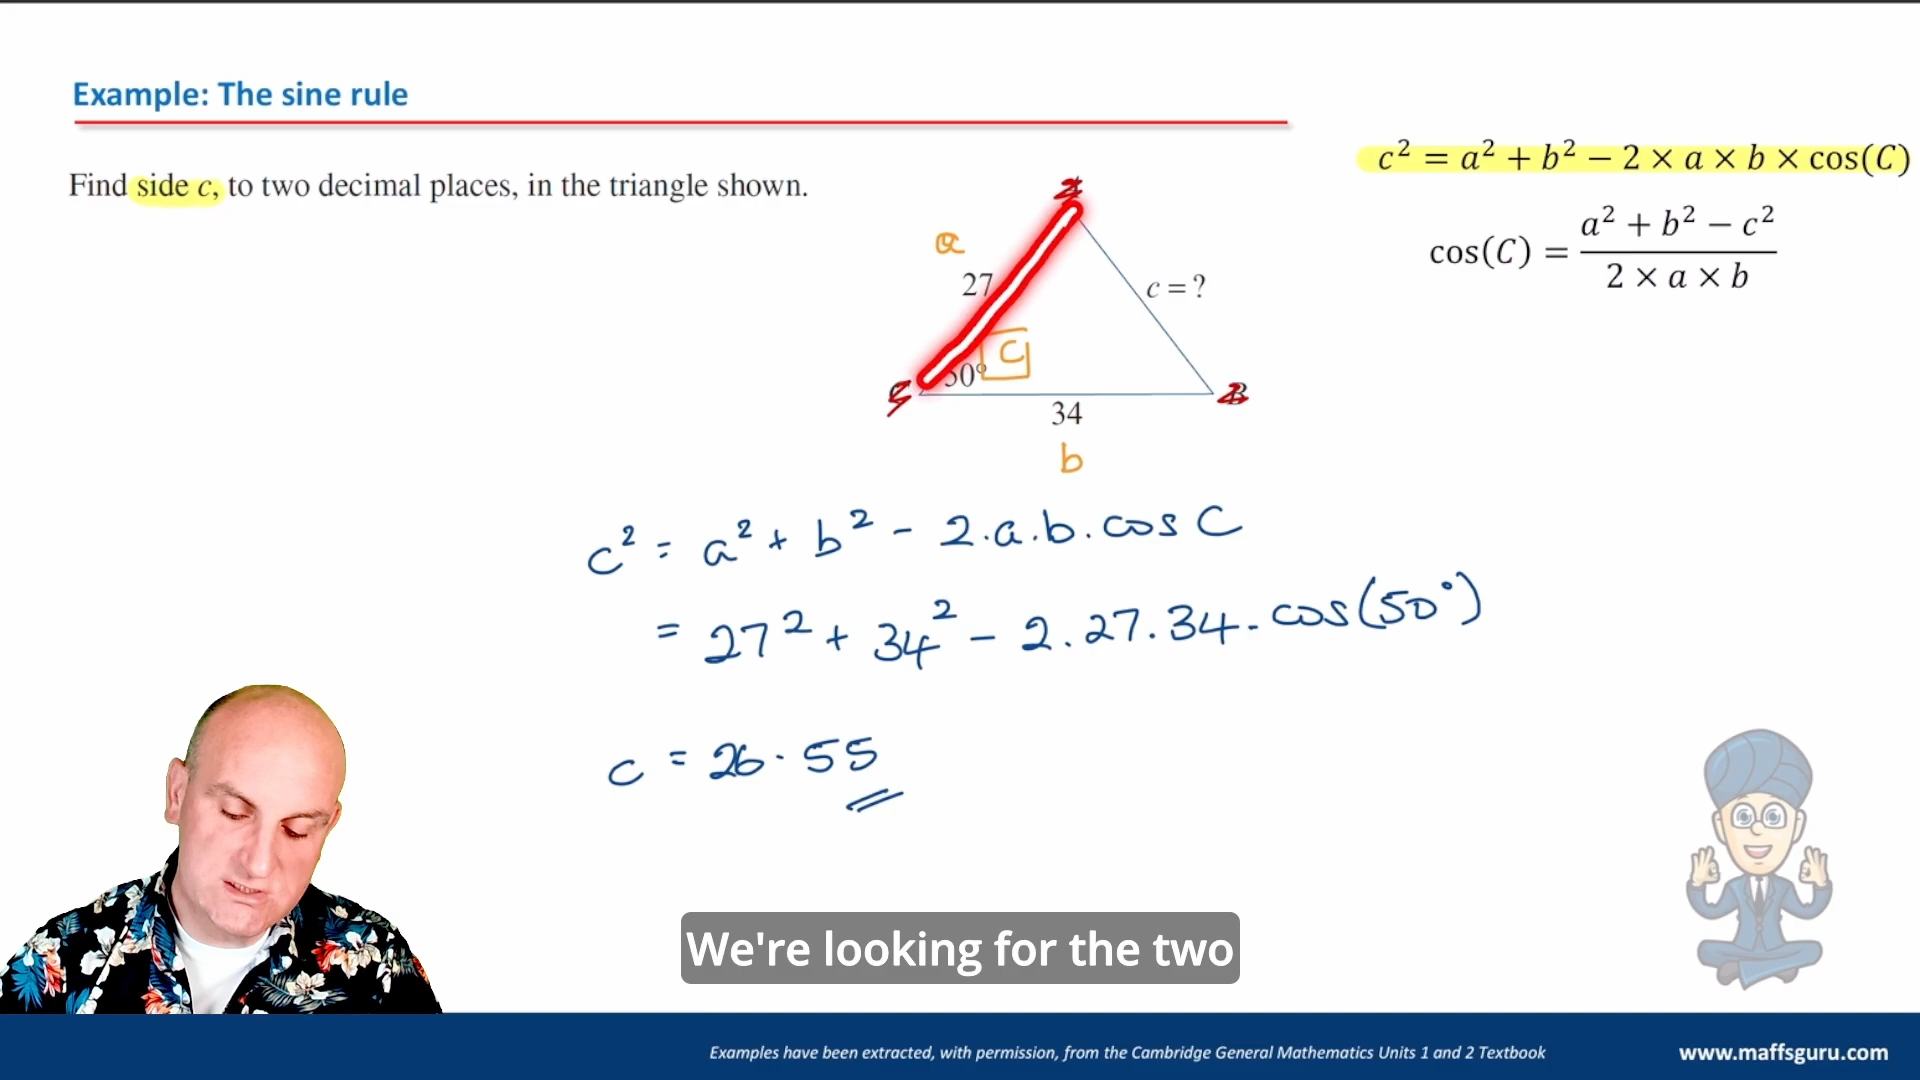 Example: The sine rule
Find side c, to two decimal places, in the triangle shown.
c² = a² + b² − 2 × a × b × cos(C)
cos(C) = (a² + b² − c²) / (2 × a × b)
a
27
c = ?
C
50°
34
b
c² = a² + b² - 2.a.b.cos C
= 27² + 34² - 2.27.34.cos(50°)
c = 26.55
We're looking for the two
Examples have been extracted, with permission, from the Cambridge General Mathematics Units 1 and 2 Textbook
www.maffsguru.com